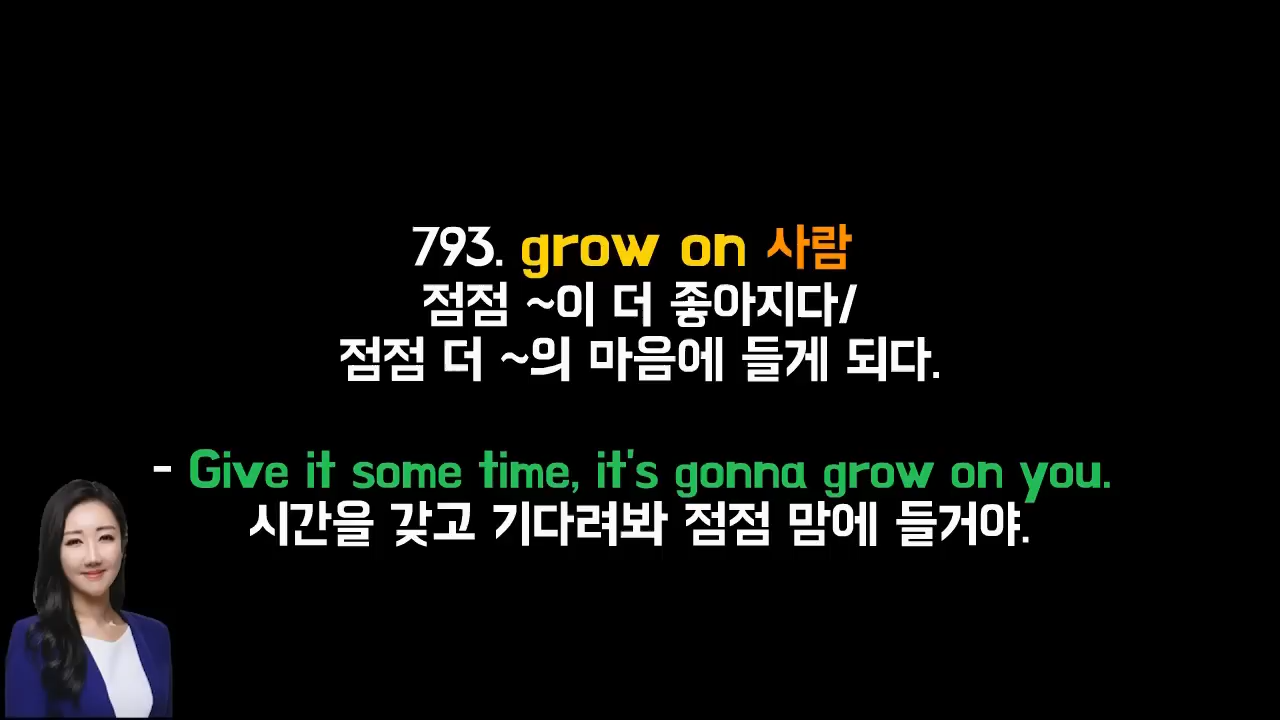 793. grow on 사람
점점 ~이 더 좋아지다/
점점 더 ~의 마음에 들게 되다.
- Give it some time, it's gonna grow on you.
시간을 갖고 기다려봐 점점 맘에 들거야.